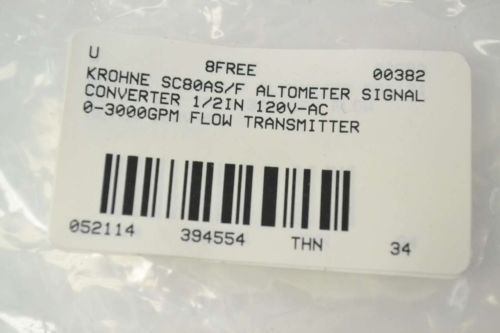 U 8FREE 00382
KROHNE SC80AS/F ALTOMETER SIGNAL
CONVERTER 1/2IN 120V-AC
0-3000GPM FLOW TRANSMITTER
052114 394554 THN 34